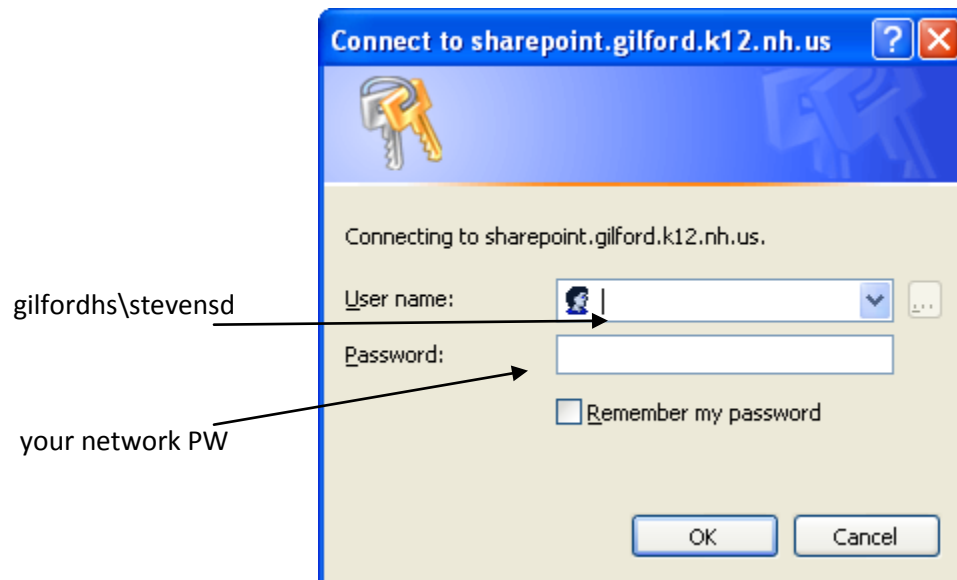 Connect to sharepoint.gilford.k12.nh.us
Connecting to sharepoint.gilford.k12.nh.us.
gilfordhs\stevensd
User name:
...
Password:
your network PW
Remember my password
OK
Cancel